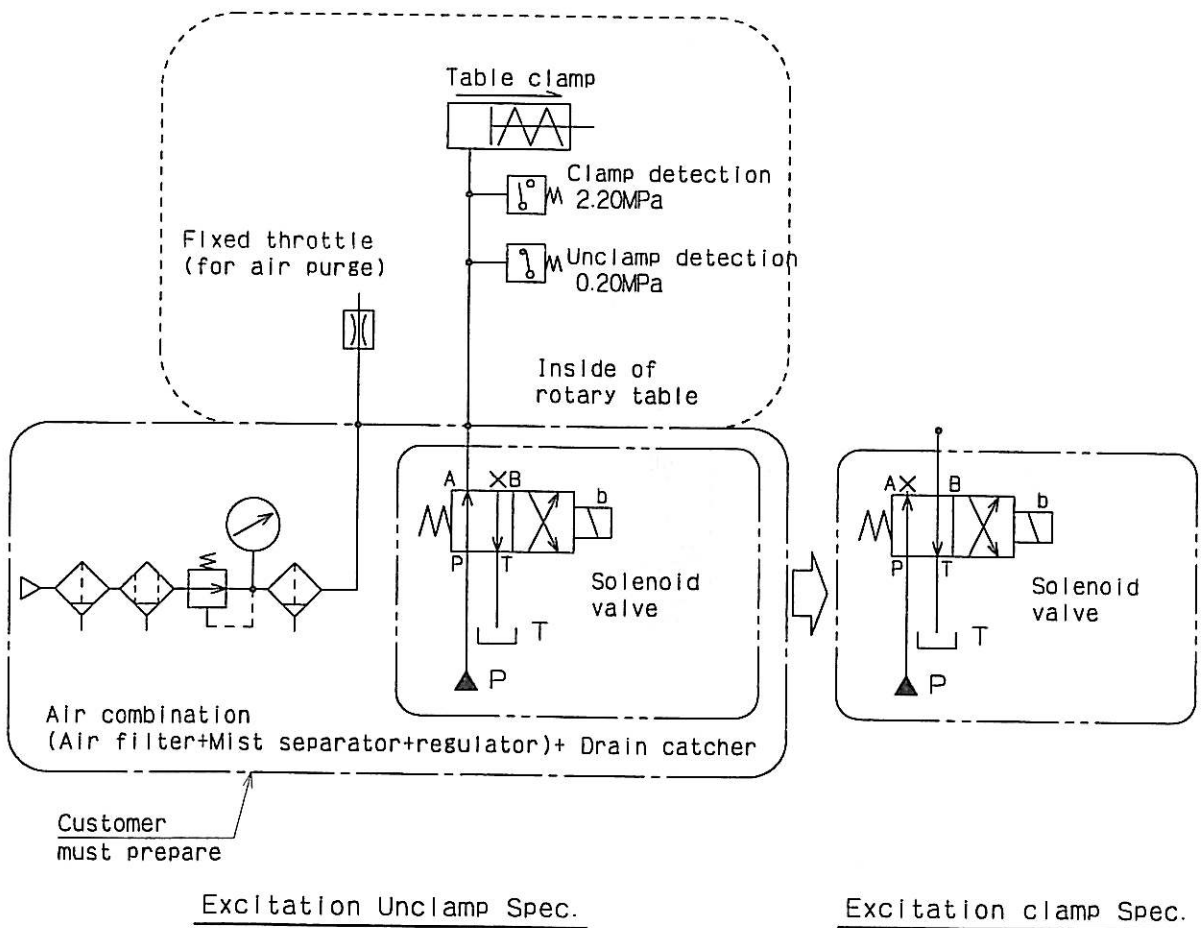 Table clamp
Clamp detection
2.20MPa
Fixed throttle
(for air purge)
Unclamp detection
0.20MPa
Inside of
rotary table
A
B
b
P
T
Solenoid
valve
T
P
A
B
b
P
T
Solenoid
valve
T
P
Air combination
(Air filter+Mist separator+regulator)+ Drain catcher
Customer
must prepare
Excitation Unclamp Spec.
Excitation clamp Spec.